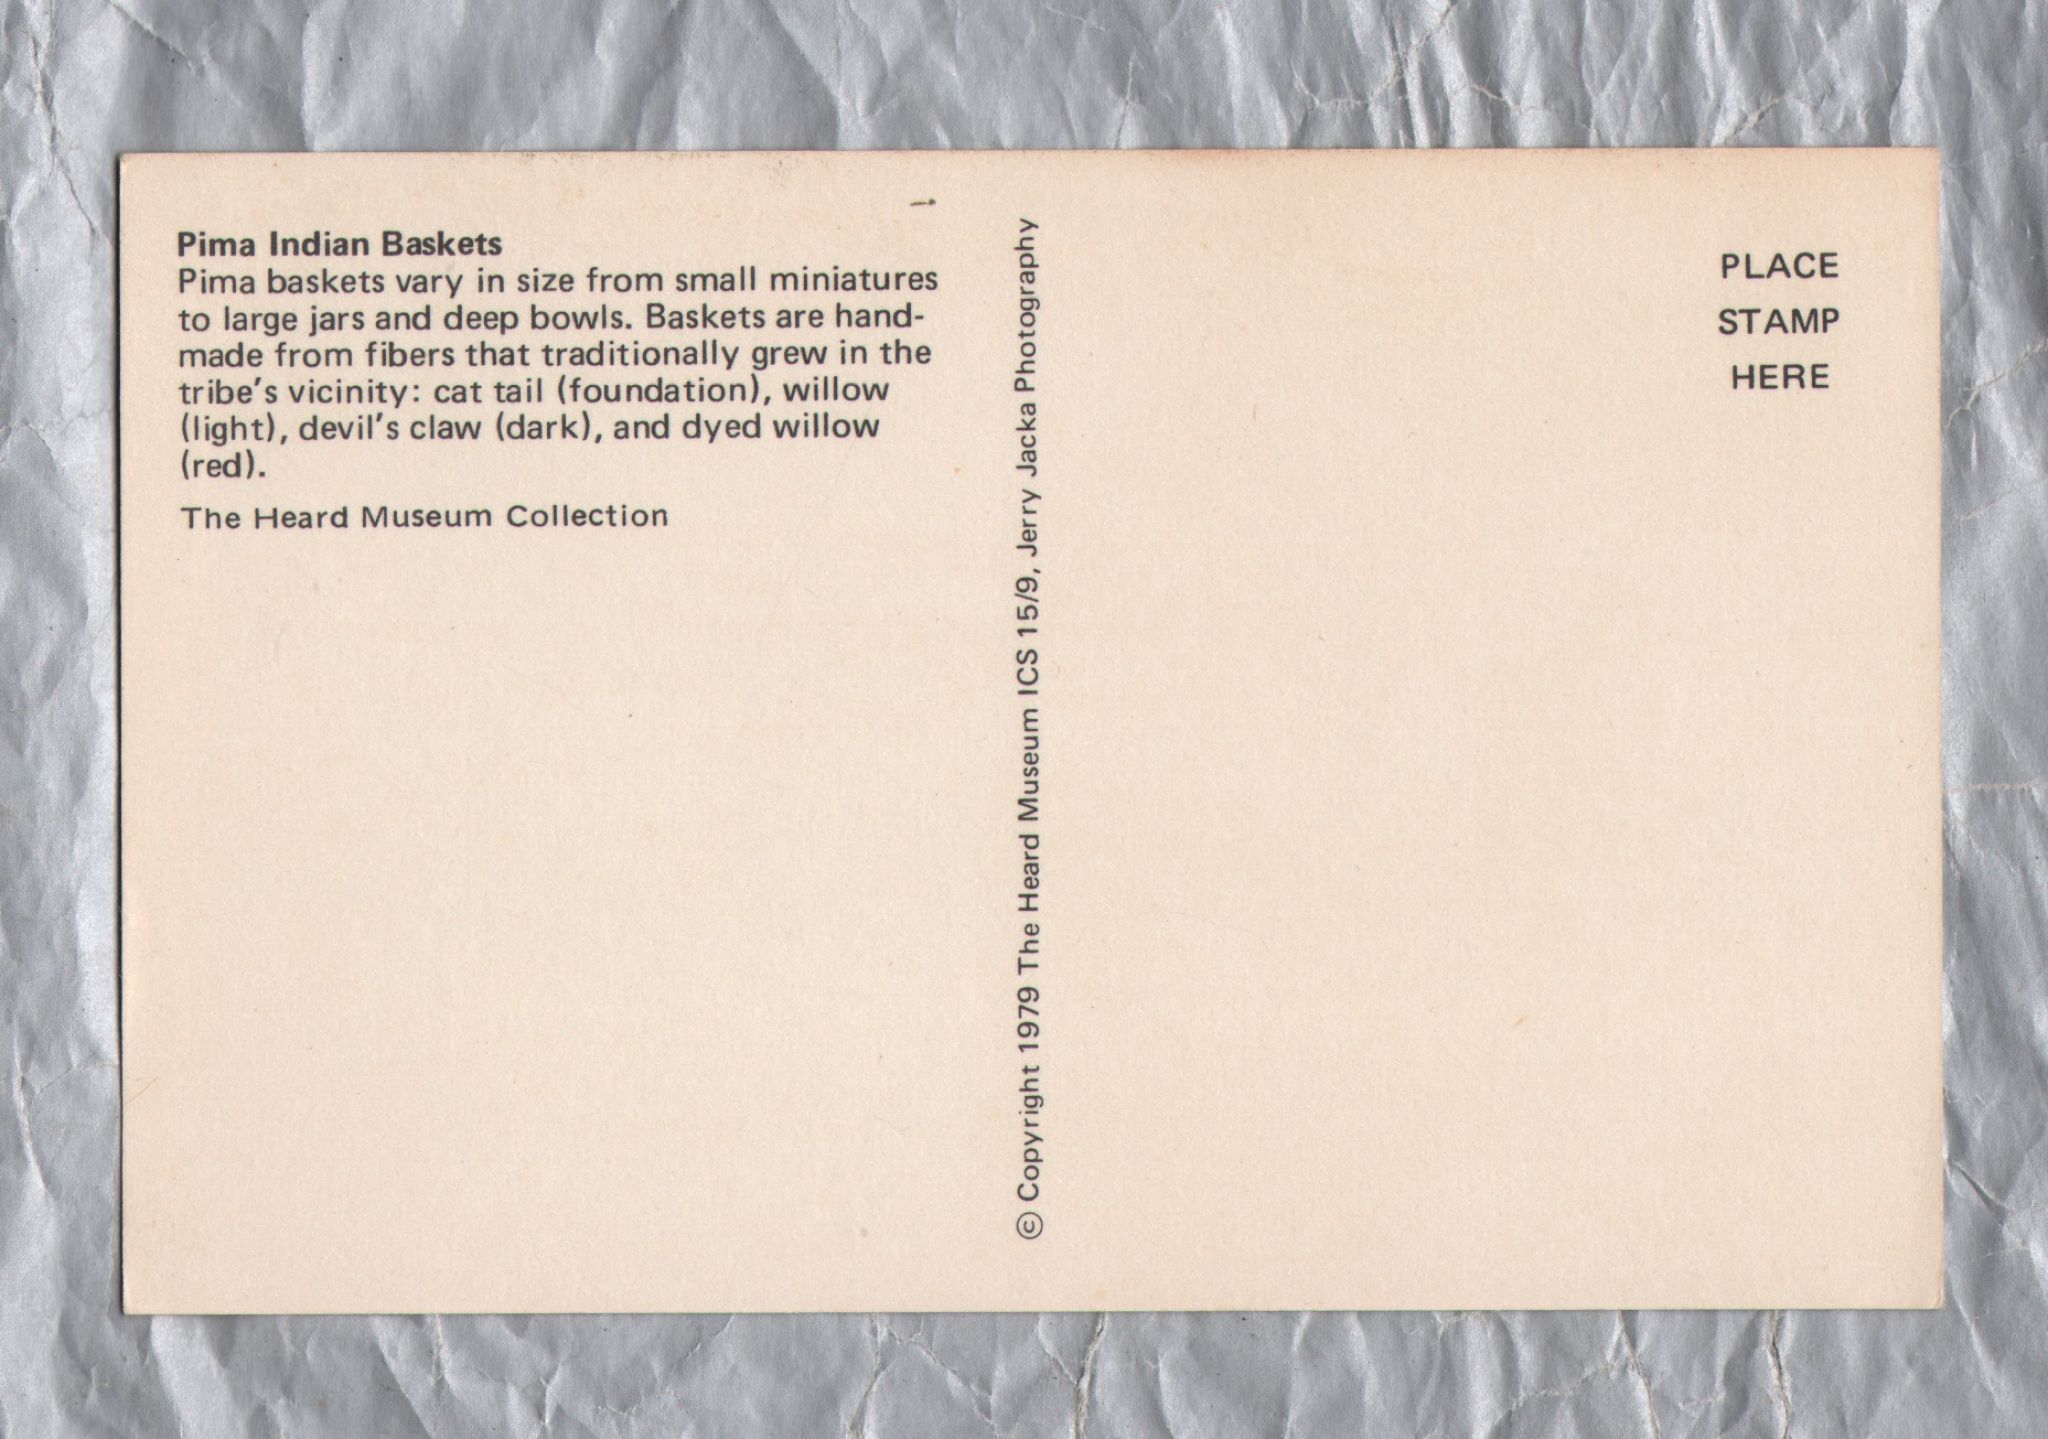 Pima Indian Baskets
Pima baskets vary in size from small miniatures
to large jars and deep bowls. Baskets are hand-
made from fibers that traditionally grew in the
tribe's vicinity: cat tail (foundation), willow
(light), devil's claw (dark), and dyed willow
(red).
The Heard Museum Collection
© Copyright 1979 The Heard Museum ICS 15/9, Jerry Jacka Photography
PLACE
STAMP
HERE